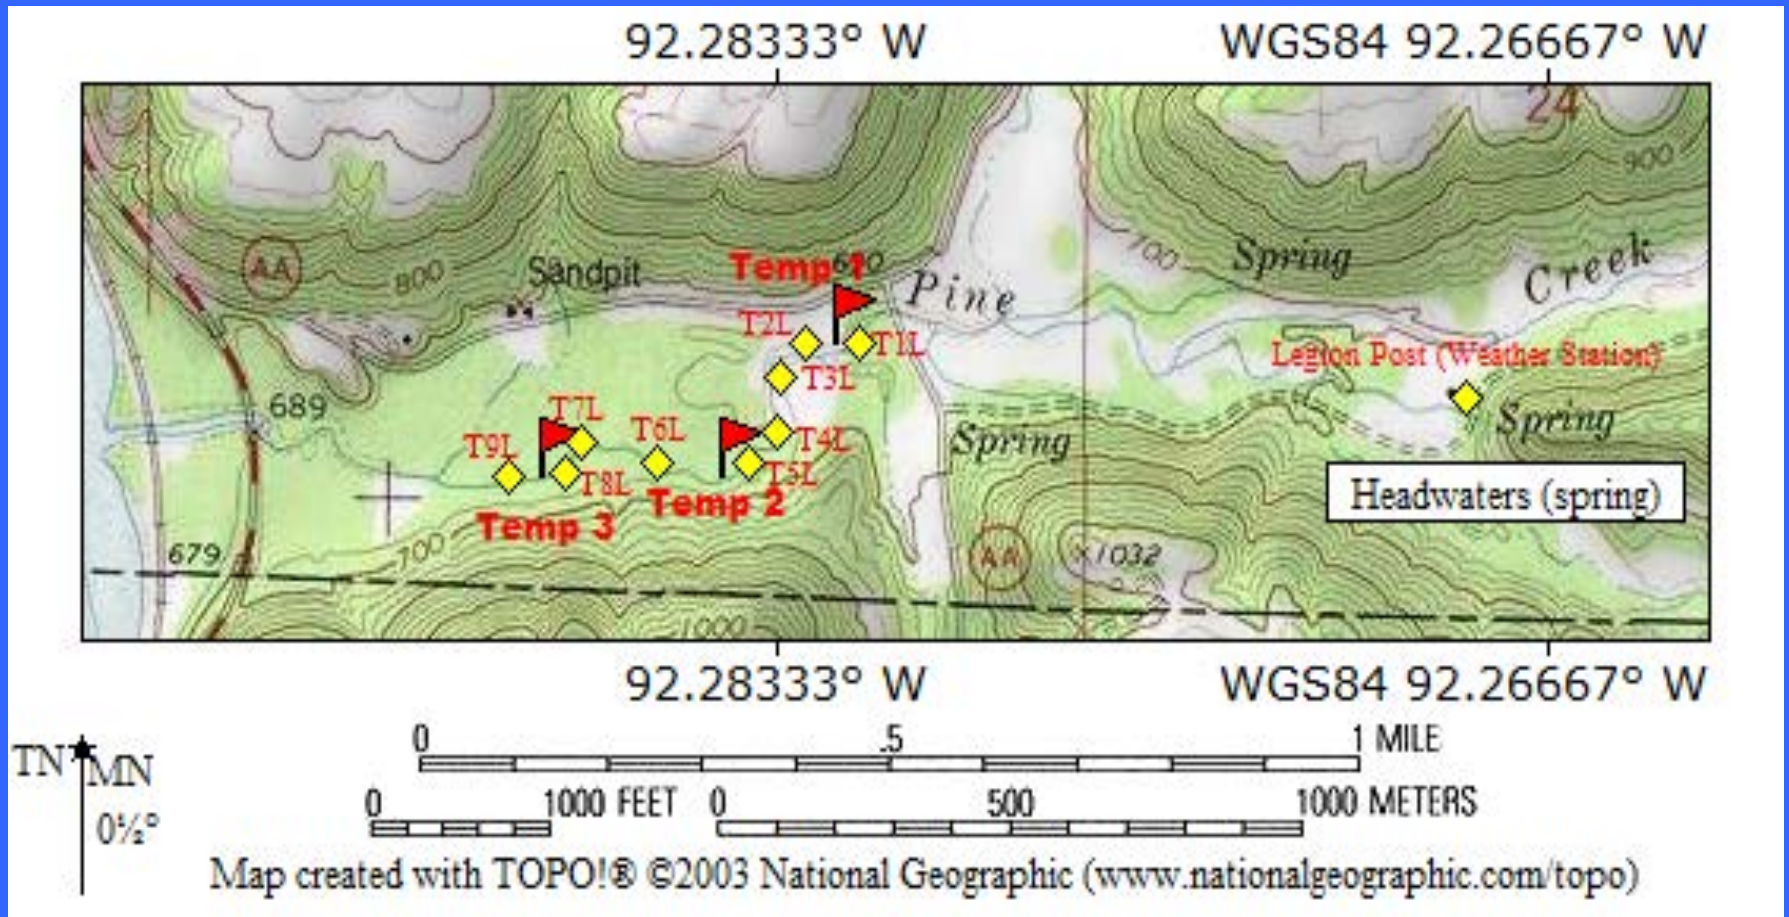 92.28333° W
WGS84 92.26667° W
24
900
AA
800
Sandpit
Temp 1
Pine
700
Spring
Creek
T2L
T1L
T3L
Legion Post (Weather Station)
689
T7L
T9L
T6L
T4L
Spring
Spring
T8L
T5L
Temp 2
Temp 3
Headwaters (spring)
679
700
AA
×1032
1000
92.28333° W
WGS84 92.26667° W
TN MN
0½°
0 .5 1 MILE
0 1000 FEET 0 500 1000 METERS
Map created with TOPO!® ©2003 National Geographic (www.nationalgeographic.com/topo)